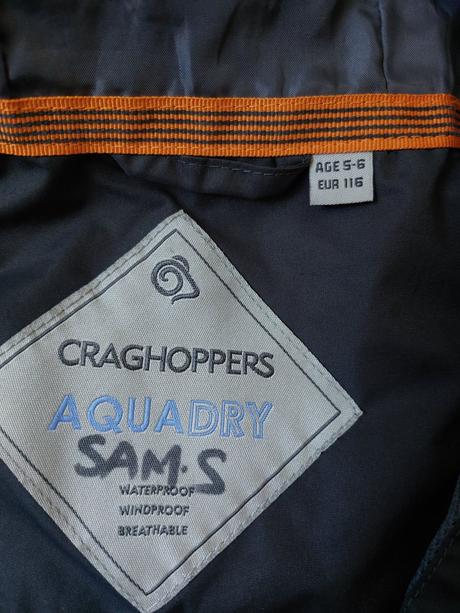 AGE 5-6
EUR 116
CRAGHOPPERS
AQUADRY
SAM.S
WATERPROOF
WINDPROOF
BREATHABLE